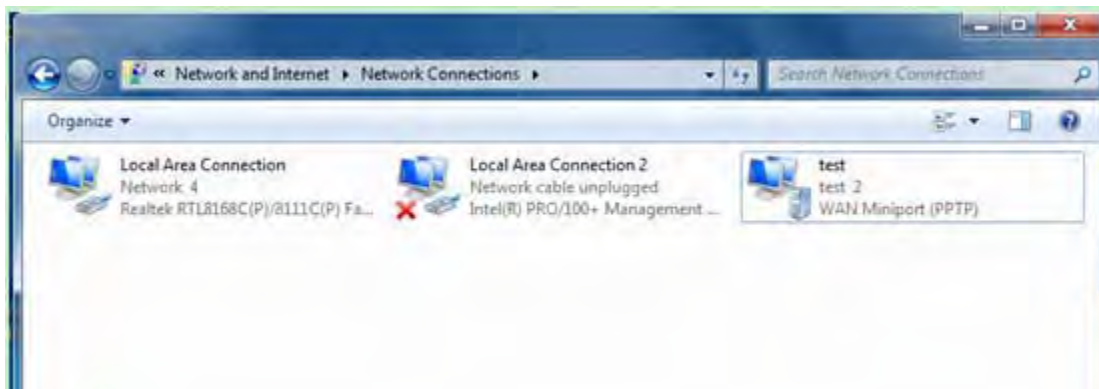 « Network and Internet ▸ Network Connections ▸
Search Network Connections
Organize ▾
Local Area Connection
Network 4
Realtek RTL8168C(P)/8111C(P) Fa...
Local Area Connection 2
Network cable unplugged
Intel(R) PRO/100+ Management ...
test
test 2
WAN Miniport (PPTP)